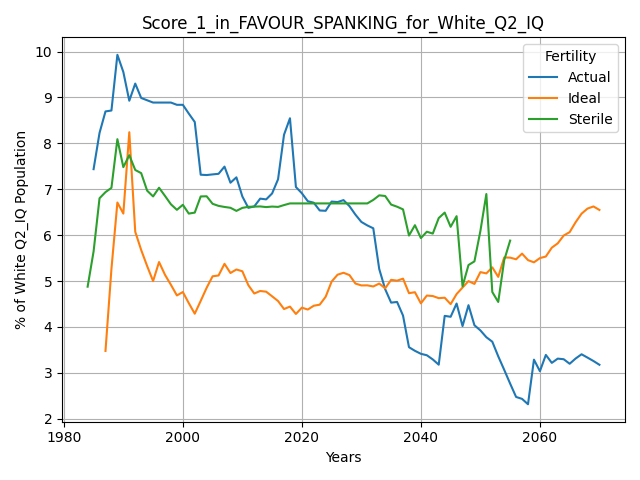 Score_1_in_FAVOUR_SPANKING_for_White_Q2_IQ
% of White Q2_IQ Population
10
9
8
7
6
5
4
3
2
Fertility
Actual
Ideal
Sterile
1980
2000
2020
2040
2060
Years